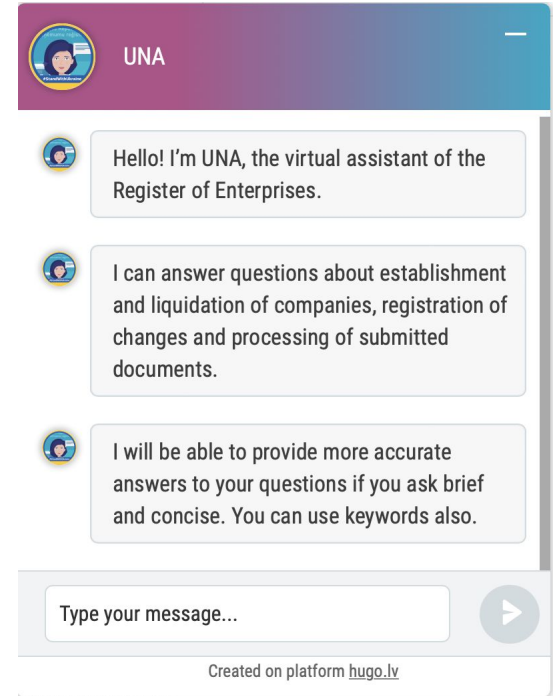 UNA
Hello! I’m UNA, the virtual assistant of the
Register of Enterprises.
I can answer questions about establishment
and liquidation of companies, registration of
changes and processing of submitted
documents.
I will be able to provide more accurate
answers to your questions if you ask brief
and concise. You can use keywords also.
Type your message...
Created on platform hugo.lv